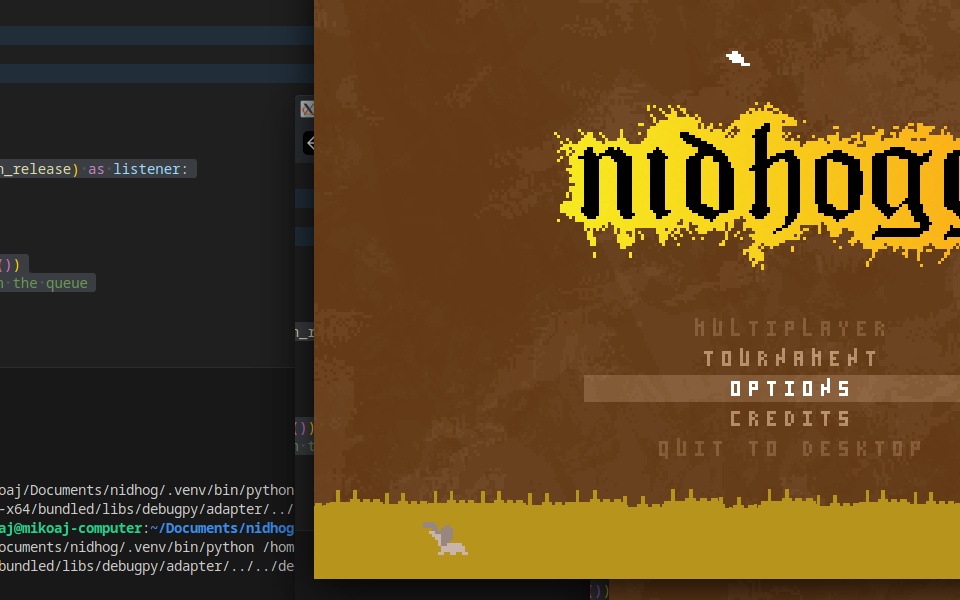 n_release) as listener:
())
n the queue
oaj/Documents/nidhog/.venv/bin/python
-x64/bundled/libs/debugpy/adapter/../
aj@mikoaj-computer:~/Documents/nidhog
ocuments/nidhog/.venv/bin/python /hom
bundled/libs/debugpy/adapter/../../de
n_r
())
n t
nidhogg
MULTIPLAYER
TOURNAMENT
OPTIONS
CREDITS
QUIT TO DESKTOP
())